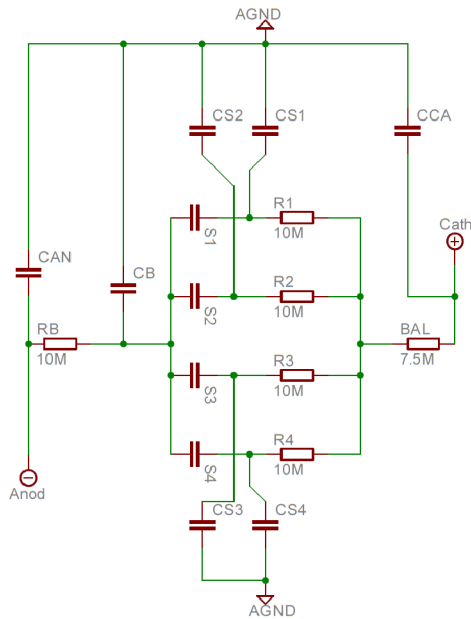 AGND
CS2
CS1
CCA
R1
10M
S1
Cath
CAN
CB
R2
10M
S2
RB
10M
BAL
7.5M
R3
10M
S3
R4
10M
S4
Anod
CS3
CS4
AGND